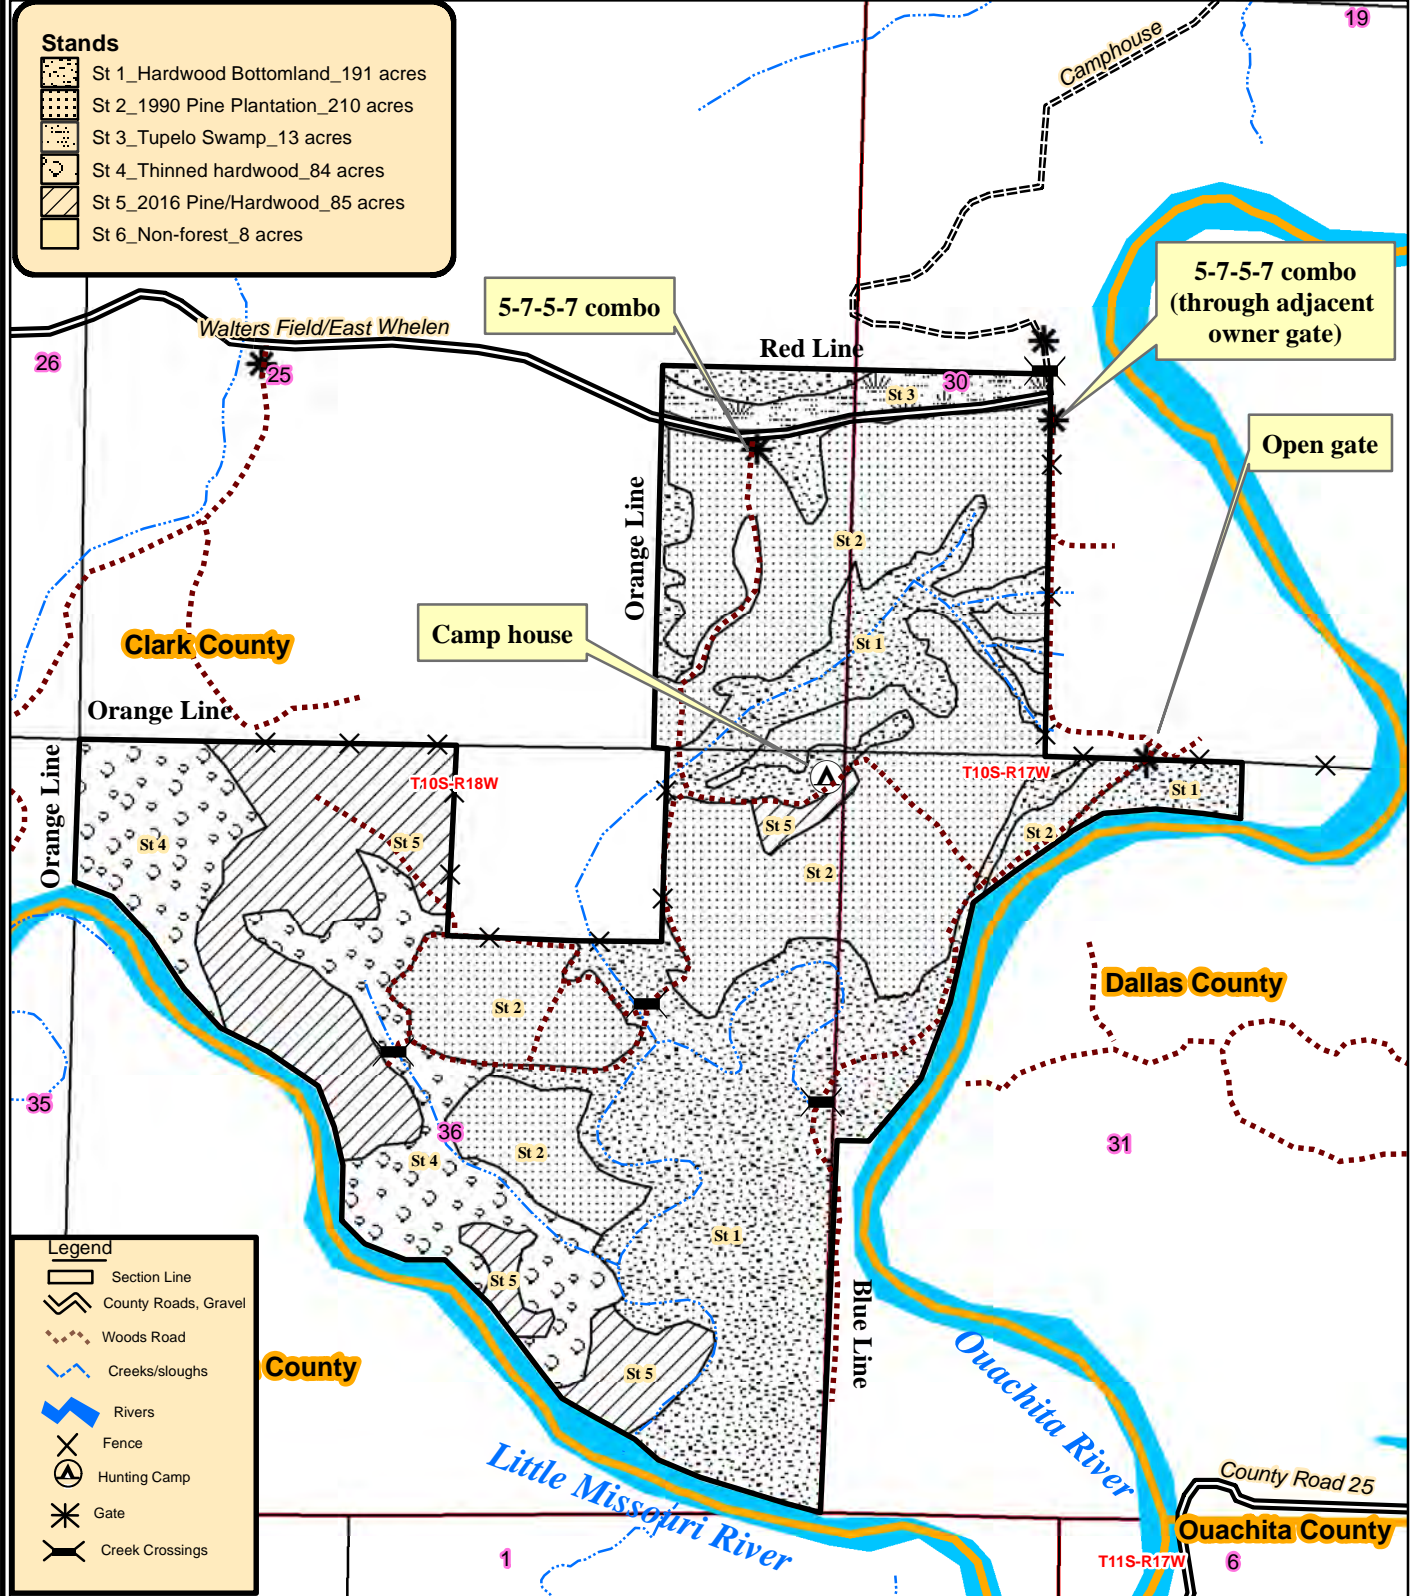 Stands
St 1_Hardwood Bottomland_191 acres
St 2_1990 Pine Plantation_210 acres
St 3_Tupelo Swamp_13 acres
St 4_Thinned hardwood_84 acres
St 5_2016 Pine/Hardwood_85 acres
St 6_Non-forest_8 acres
19
Camphouse
5-7-5-7 combo
(through adjacent
owner gate)
5-7-5-7 combo
Walters Field/East Whelen
26
25
Red Line
30
St 3
Open gate
Orange Line
St 2
Camp house
Clark County
St 1
Orange Line
Orange Line
T10S-R18W
T10S-R17W
St 1
St 4
St 5
St 5
St 2
St 2
St 2
Dallas County
35
36
31
St 4
St 2
St 1
St 5
St 5
Blue Line
Ouachita River
Little Missouri River
Legend
Section Line
County Roads, Gravel
Woods Road
Creeks/sloughs
Rivers
Fence
Hunting Camp
Gate
Creek Crossings
County
County Road 25
Ouachita County
T11S-R17W
1
6